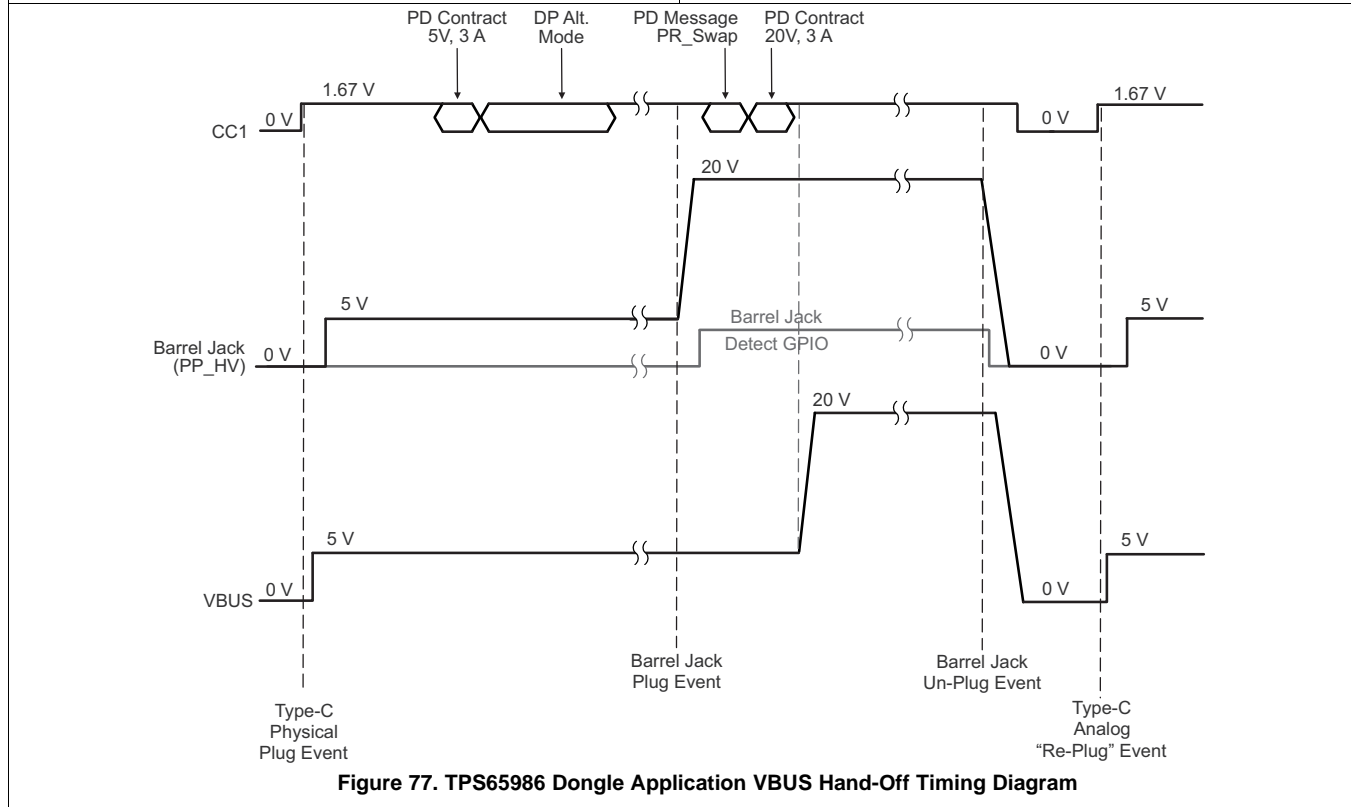 PD Contract
5V, 3 A
DP Alt.
Mode
PD Message
PR_Swap
PD Contract
20V, 3 A
CC1
0 V
1.67 V
0 V
1.67 V
20 V
Barrel Jack
(PP_HV)
0 V
5 V
Barrel Jack
Detect GPIO
0 V
5 V
20 V
VBUS
0 V
5 V
0 V
5 V
Type-C
Physical
Plug Event
Barrel Jack
Plug Event
Barrel Jack
Un-Plug Event
Type-C
Analog
“Re-Plug” Event
Figure 77. TPS65986 Dongle Application VBUS Hand-Off Timing Diagram